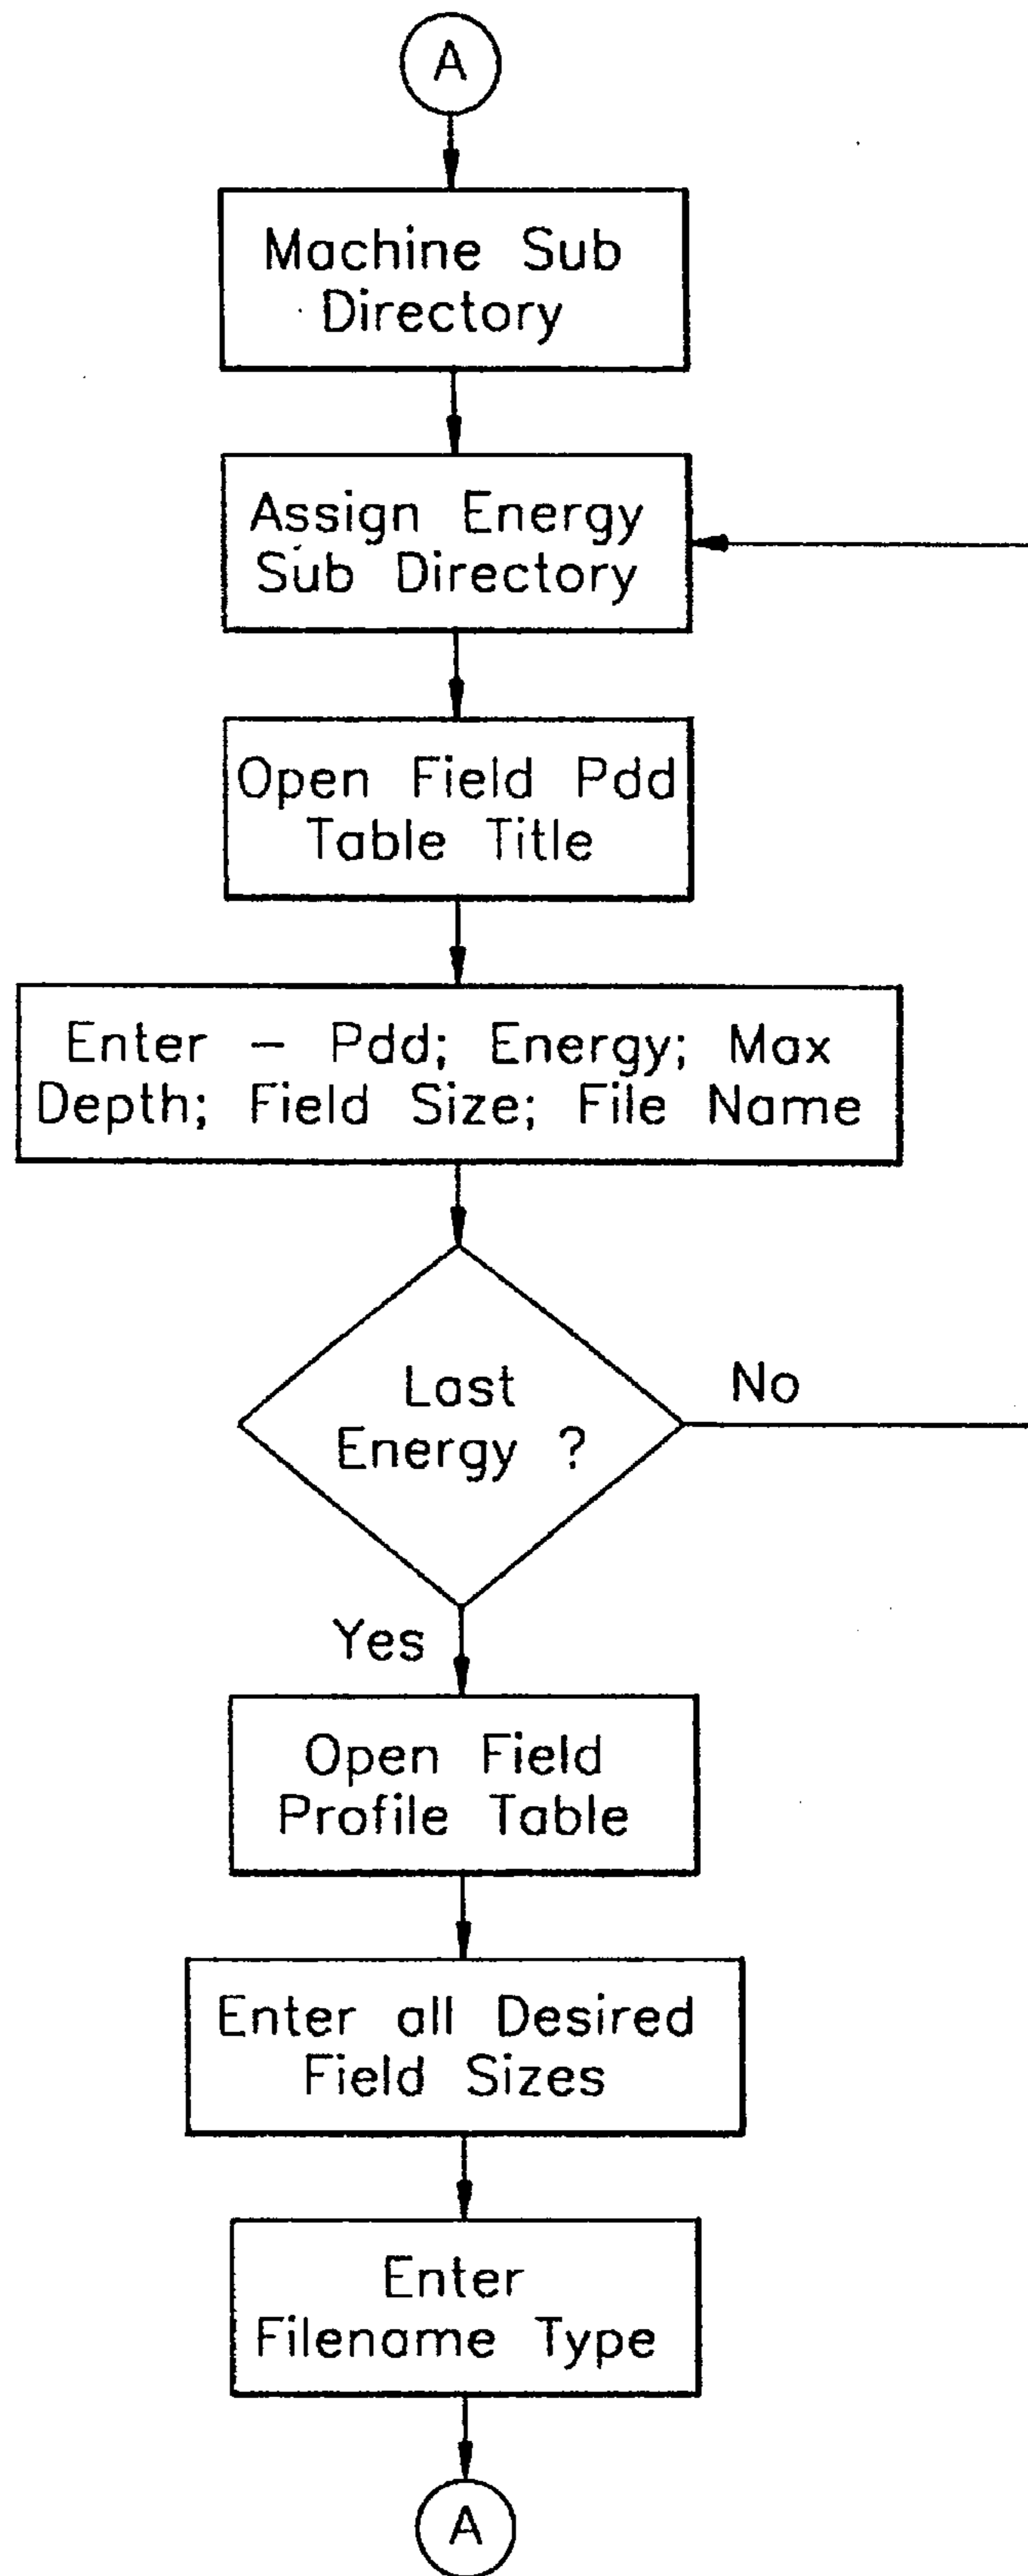 A
Machine Sub
Directory
Assign Energy
Sub Directory
Open Field Pdd
Table Title
Enter – Pdd; Energy; Max
Depth; Field Size; File Name
Last
Energy ?
No
Yes
Open Field
Profile Table
Enter all Desired
Field Sizes
Enter
Filename Type
A